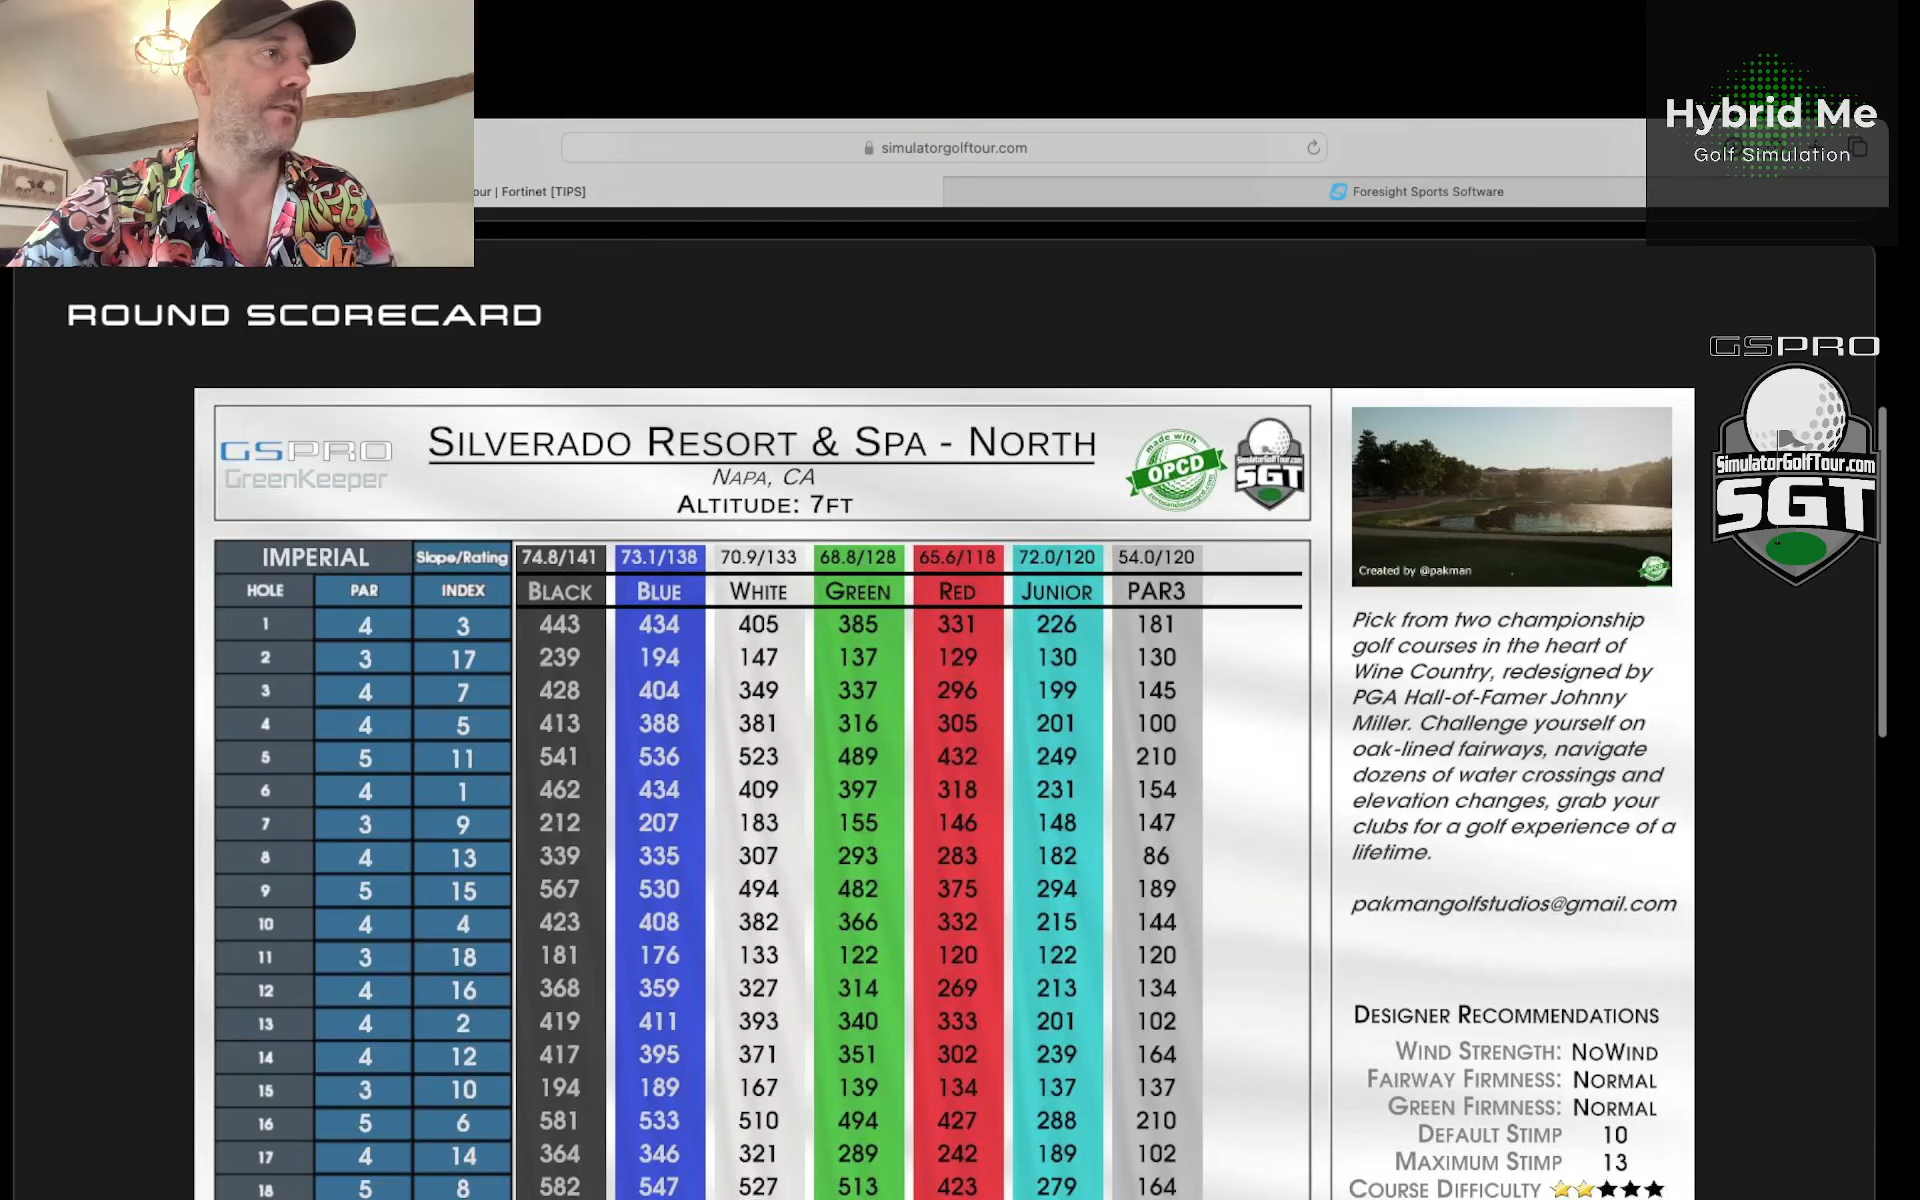 Hybrid Me
Golf Simulation
simulatorgolftour.com
our | Fortinet [TIPS]
Foresight Sports Software
ROUND SCORECARD
GSPRO
SimulatorGolfTour.com
SGT
GSPRO
GreenKeeper
SILVERADO RESORT & SPA - NORTH
NAPA, CA
ALTITUDE: 7FT
made with
OPCD
SimulatorGolfTour.com
SGT
IMPERIAL Slope/Rating 74.8/141 73.1/138 70.9/133 68.8/128 65.6/118 72.0/120 54.0/120
HOLE PAR INDEX BLACK BLUE WHITE GREEN RED JUNIOR PAR3
1 4 3 443 434 405 385 331 226 181
2 3 17 239 194 147 137 129 130 130
3 4 7 428 404 349 337 296 199 145
4 4 5 413 388 381 316 305 201 100
5 5 11 541 536 523 489 432 249 210
6 4 1 462 434 409 397 318 231 154
7 3 9 212 207 183 155 146 148 147
8 4 13 339 335 307 293 283 182 86
9 5 15 567 530 494 482 375 294 189
10 4 4 423 408 382 366 332 215 144
11 3 18 181 176 133 122 120 122 120
12 4 16 368 359 327 314 269 213 134
13 4 2 419 411 393 340 333 201 102
14 4 12 417 395 371 351 302 239 164
15 3 10 194 189 167 139 134 137 137
16 5 6 581 533 510 494 427 288 210
17 4 14 364 346 321 289 242 189 102
18 5 8 582 547 527 513 423 279 164
Created by @pakman
Pick from two championship
golf courses in the heart of
Wine Country, redesigned by
PGA Hall-of-Famer Johnny
Miller. Challenge yourself on
oak-lined fairways, navigate
dozens of water crossings and
elevation changes, grab your
clubs for a golf experience of a
lifetime.
pakmangolfstudios@gmail.com
DESIGNER RECOMMENDATIONS
WIND STRENGTH: NOWIND
FAIRWAY FIRMNESS: NORMAL
GREEN FIRMNESS: NORMAL
DEFAULT STIMP 10
MAXIMUM STIMP 13
COURSE DIFFICULTY